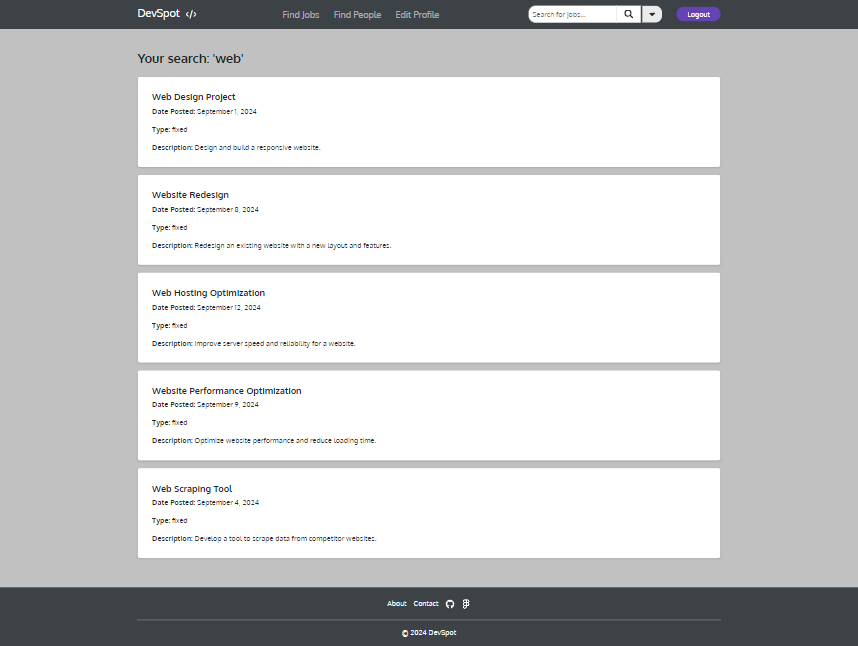 DevSpot </>
Find Jobs Find People Edit Profile
Search for jobs...
Logout
Your search: 'web'
Web Design Project
Date Posted: September 1, 2024
Type: fixed
Description: Design and build a responsive website.
Website Redesign
Date Posted: September 8, 2024
Type: fixed
Description: Redesign an existing website with a new layout and features.
Web Hosting Optimization
Date Posted: September 12, 2024
Type: fixed
Description: Improve server speed and reliability for a website.
Website Performance Optimization
Date Posted: September 9, 2024
Type: fixed
Description: Optimize website performance and reduce loading time.
Web Scraping Tool
Date Posted: September 4, 2024
Type: fixed
Description: Develop a tool to scrape data from competitor websites.
About Contact
© 2024 DevSpot